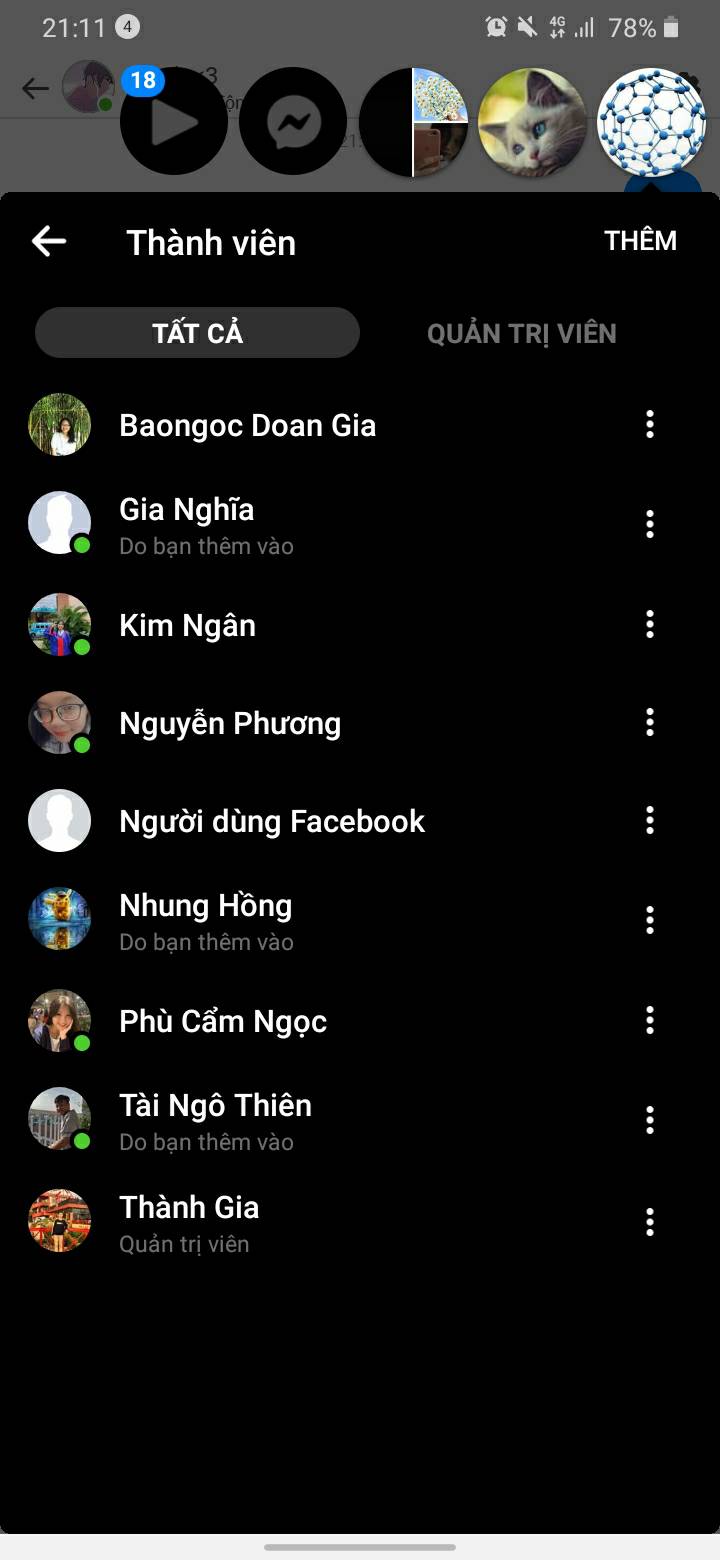 21:11 4
4G 78%
18
Thành viên THÊM
TẤT CẢ QUẢN TRỊ VIÊN
Baongoc Doan Gia
Gia Nghĩa
Do bạn thêm vào
Kim Ngân
Nguyễn Phương
Người dùng Facebook
Nhung Hồng
Do bạn thêm vào
Phù Cẩm Ngọc
Tài Ngô Thiên
Do bạn thêm vào
Thành Gia
Quản trị viên